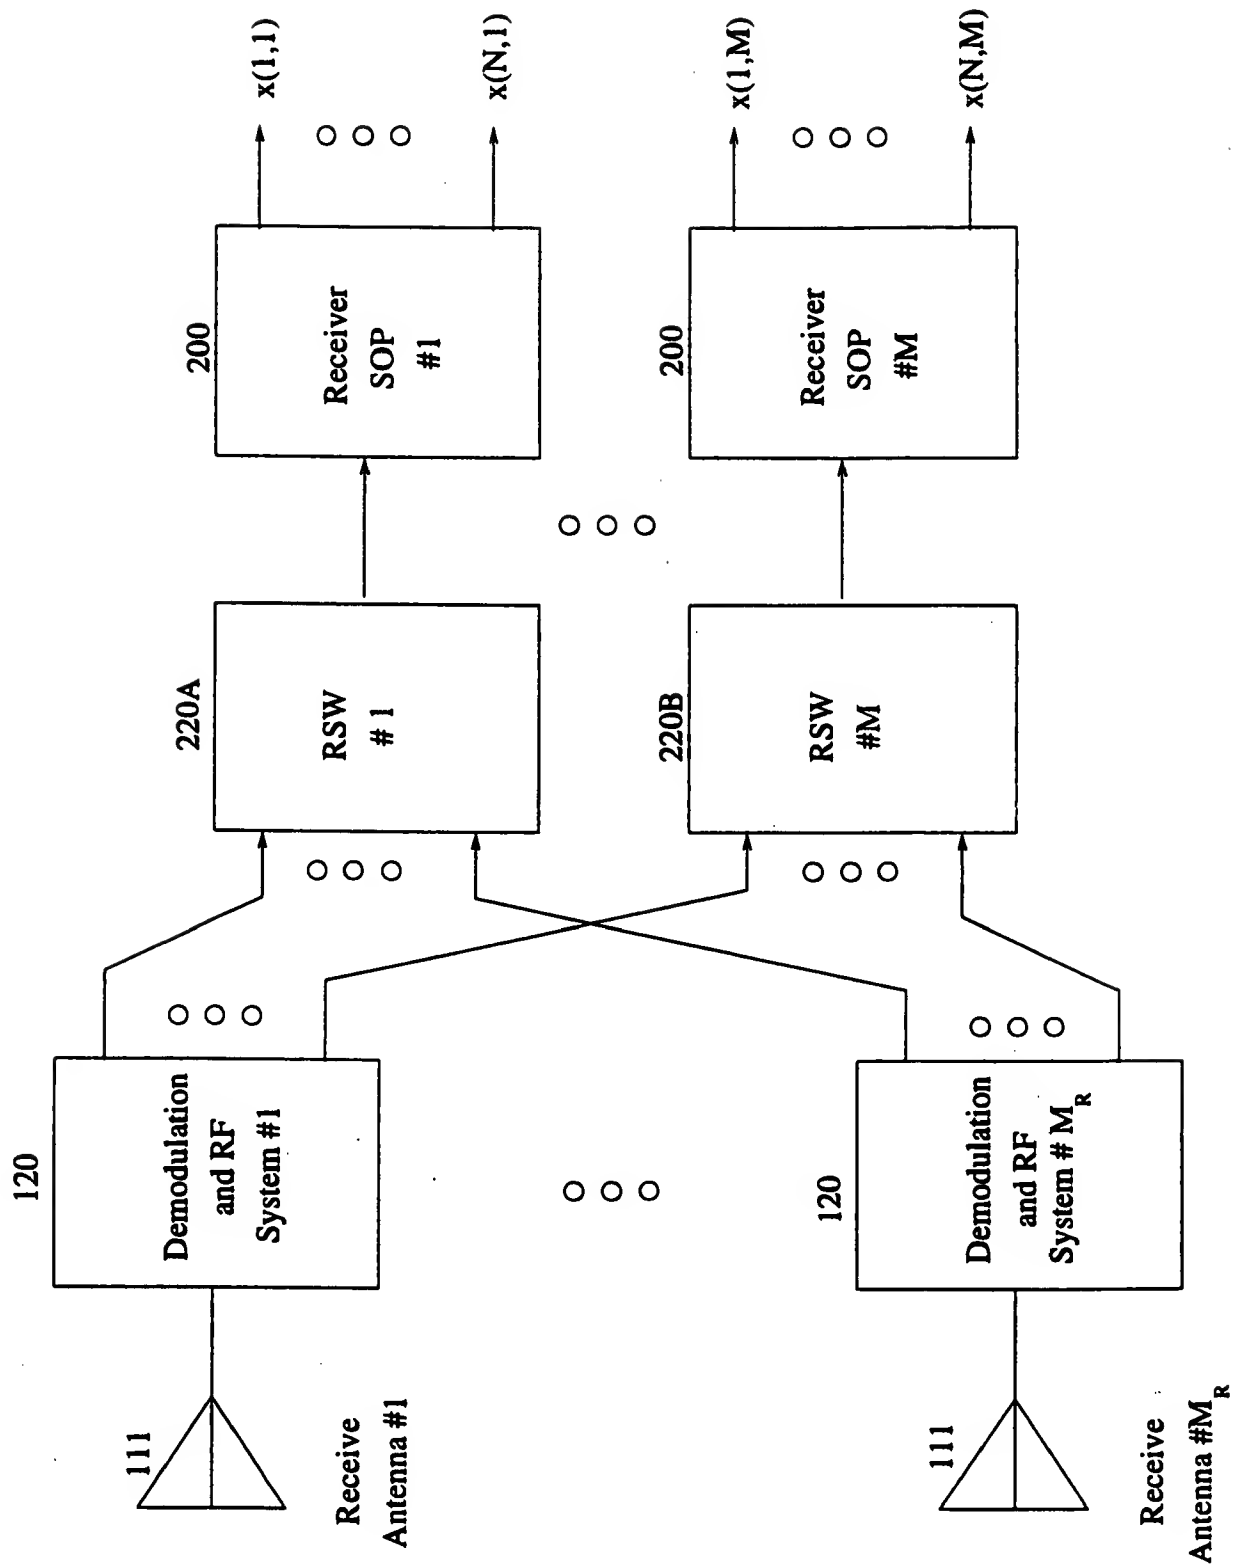 111
Receive
Antenna #1
120
Demodulation
and RF
System #1
220A
RSW
# 1
200
Receiver
SOP
#1
x(1,1)
x(N,1)
111
Receive
Antenna #M_R
120
Demodulation
and RF
System # M_R
220B
RSW
#M
200
Receiver
SOP
#M
x(1,M)
x(N,M)